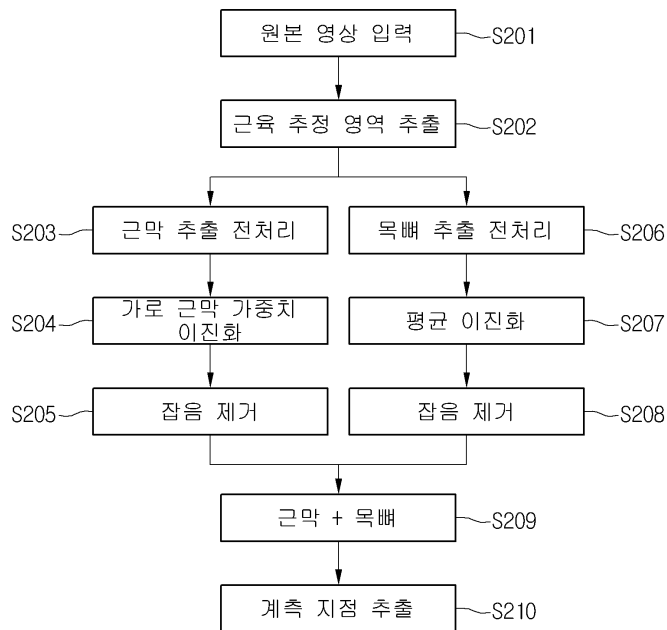 원본 영상 입력
S201
근육 추정 영역 추출
S202
S203
근막 추출 전처리
목뼈 추출 전처리
S206
S204
가로 근막 가중치
이진화
평균 이진화
S207
S205
잡음 제거
잡음 제거
S208
근막 + 목뼈
S209
계측 지점 추출
S210